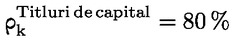 ρ_k^{Titluri de capital} = 80 %